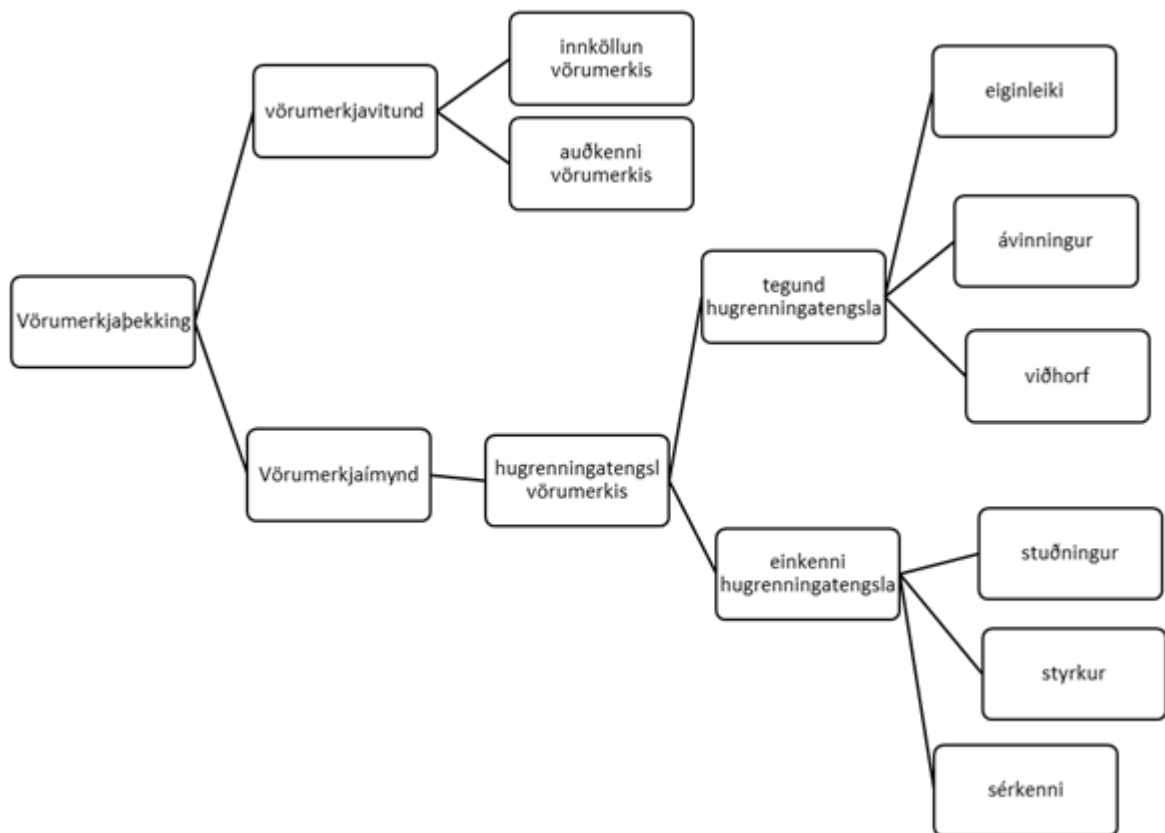 innköllun
vörumerkis
vörumerkjavitund
auðkenni
vörumerkis
eiginleiki
ávinningur
tegund
hugrenningatengsla
Vörumerkjaþekking
viðhorf
Vörumerkjaímynd
hugrenningatengsl
vörumerkis
einkenni
hugrenningatengsla
stuðningur
styrkur
sérkenni